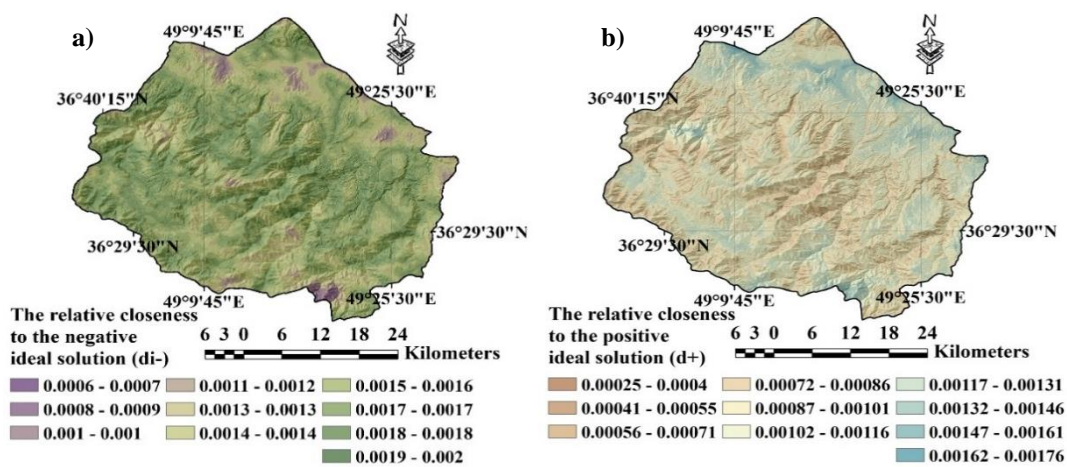 a)
N
49°9'45"E
49°25'30"E
36°40'15"N
36°29'30"N
36°29'30"N
49°9'45"E
49°25'30"E
The relative closeness
to the negative
ideal solution (di-)
6 3 0 6 12 18 24
Kilometers
0.0006 - 0.0007
0.0008 - 0.0009
0.001 - 0.001
0.0011 - 0.0012
0.0013 - 0.0013
0.0014 - 0.0014
0.0015 - 0.0016
0.0017 - 0.0017
0.0018 - 0.0018
0.0019 - 0.002
b)
N
49°9'45"E
49°25'30"E
36°40'15"N
36°29'30"N
36°29'30"N
49°9'45"E
49°25'30"E
The relative closeness
to the positive
ideal solution (d+)
6 3 0 6 12 18 24
Kilometers
0.00025 - 0.0004
0.00041 - 0.00055
0.00056 - 0.00071
0.00072 - 0.00086
0.00087 - 0.00101
0.00102 - 0.00116
0.00117 - 0.00131
0.00132 - 0.00146
0.00147 - 0.00161
0.00162 - 0.00176